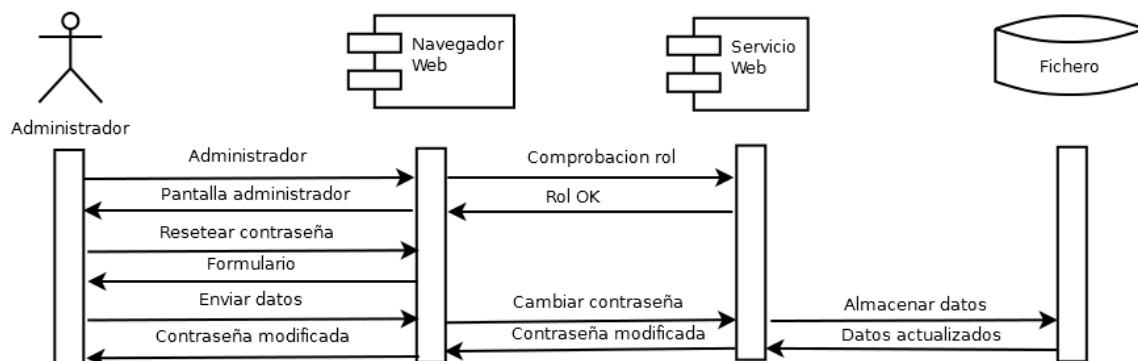 Navegador
Web
Servicio
Web
Fichero
Administrador
Administrador
Comprobacion rol
Pantalla administrador
Rol OK
Resetear contraseña
Formulario
Enviar datos
Cambiar contraseña
Almacenar datos
Contraseña modificada
Contraseña modificada
Datos actualizados